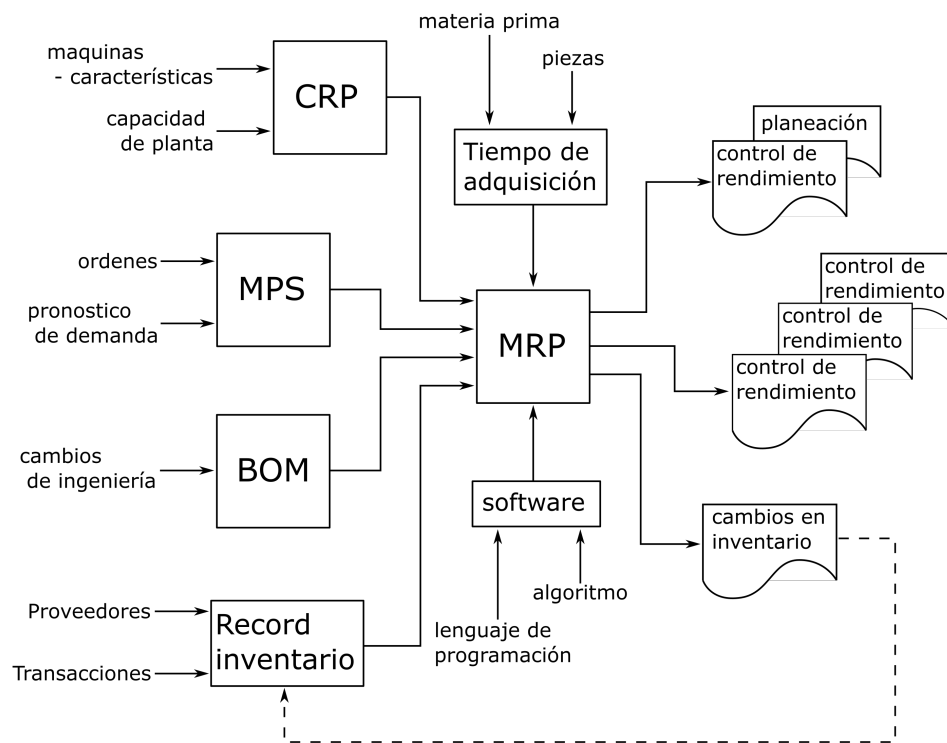 materia prima
maquinas
- características
CRP
piezas
capacidad
de planta
Tiempo de
adquisición
planeación
control de
rendimiento
ordenes
MPS
pronostico
de demanda
MRP
control de
rendimiento
control de
rendimiento
control de
rendimiento
cambios
de ingeniería
BOM
software
cambios en
inventario
algoritmo
lenguaje de
programación
Proveedores
Transacciones
Record
inventario